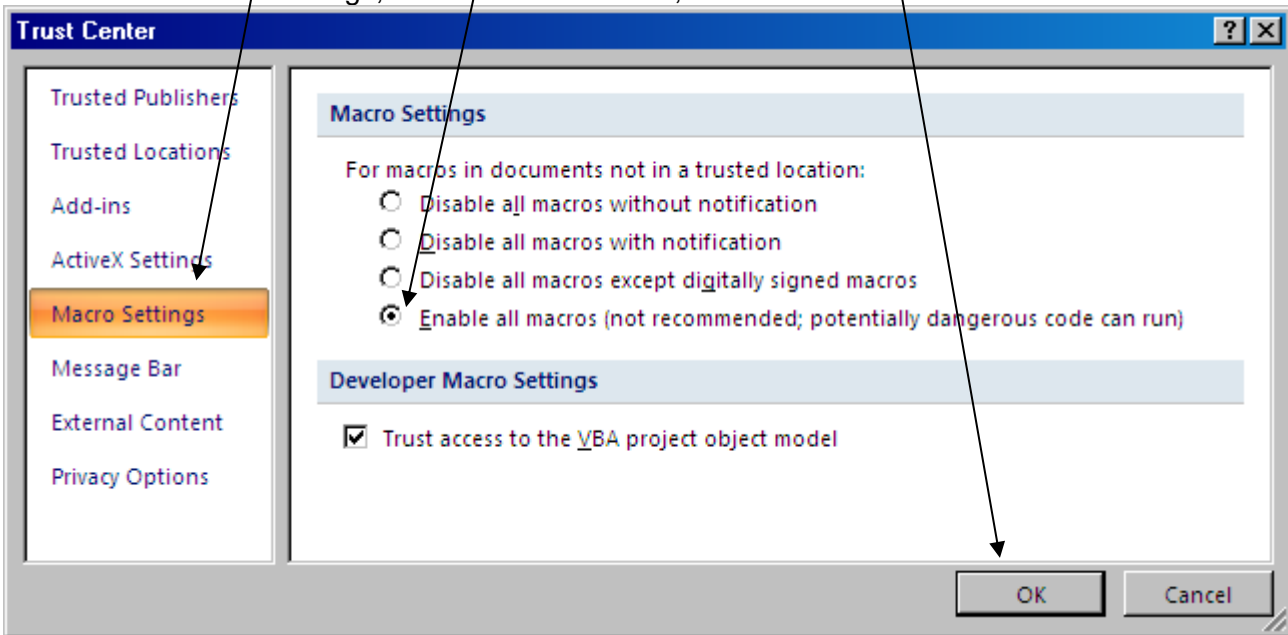 Trust Center
Trusted Publishers
Trusted Locations
Add-ins
ActiveX Settings
Macro Settings
Message Bar
External Content
Privacy Options
Macro Settings
For macros in documents not in a trusted location:
Disable all macros without notification
Disable all macros with notification
Disable all macros except digitally signed macros
Enable all macros (not recommended; potentially dangerous code can run)
Developer Macro Settings
Trust access to the VBA project object model
OK
Cancel